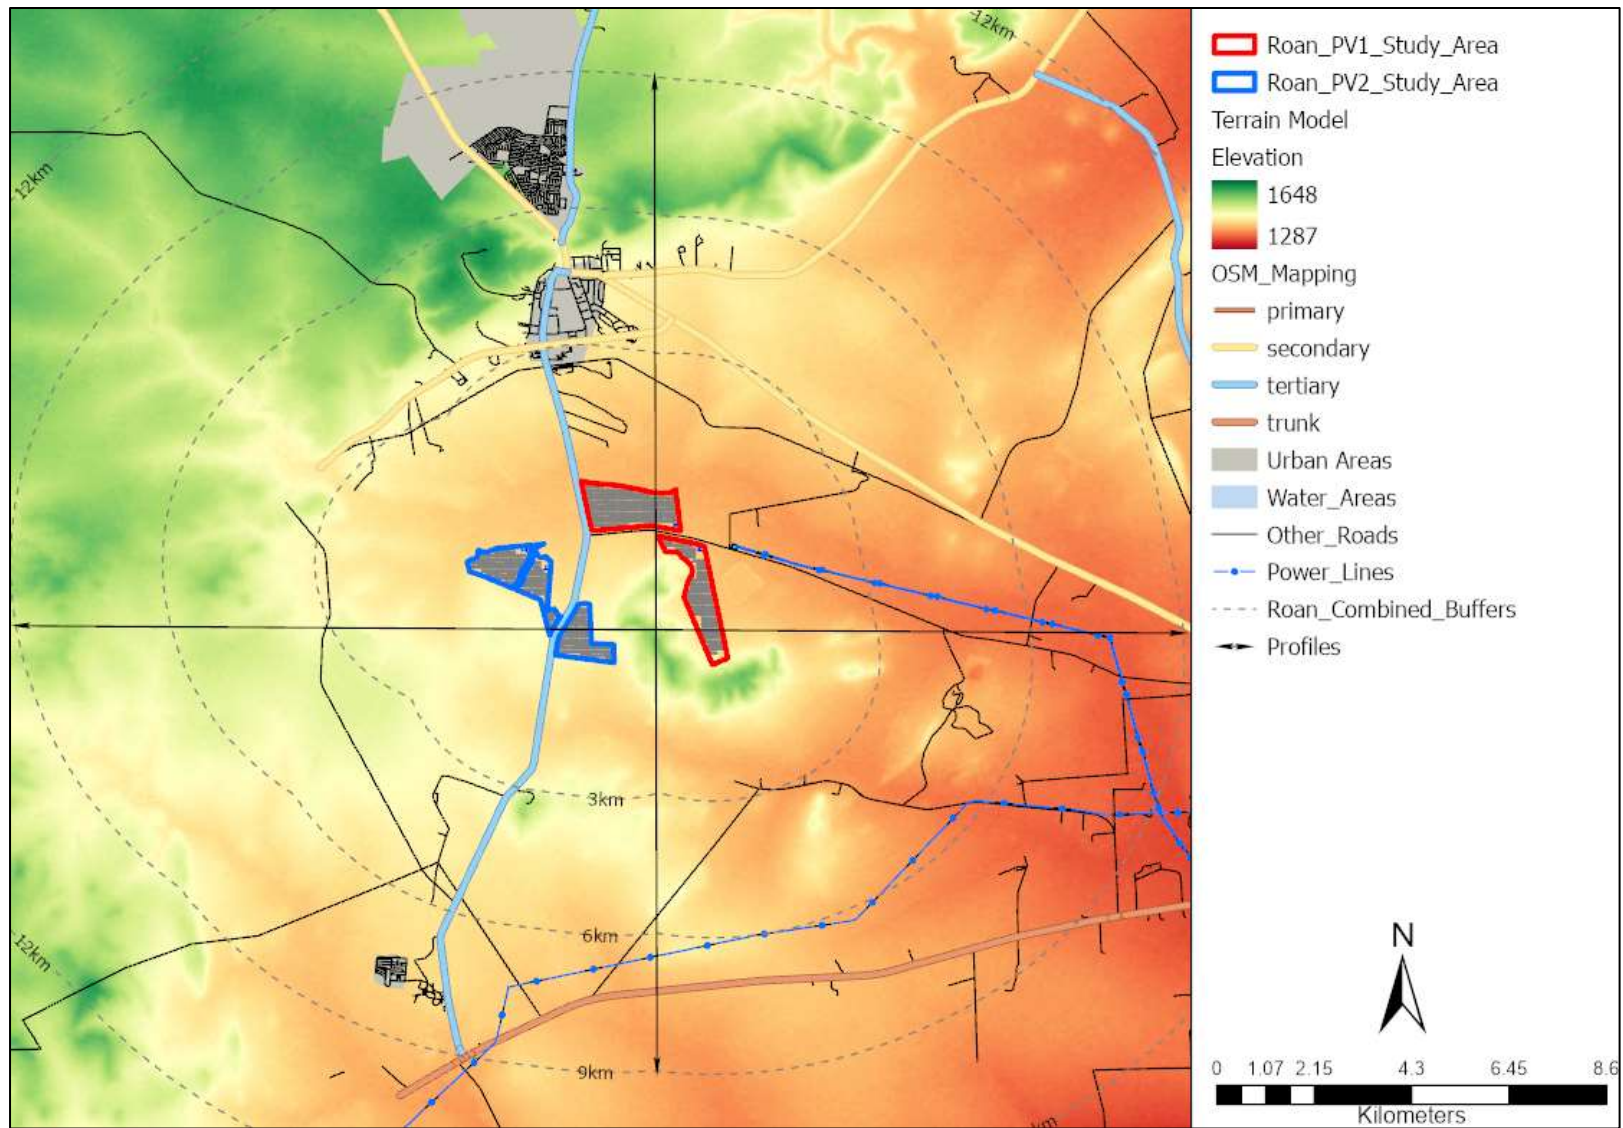 12km
12km
3km
6km
9km
12km
km
Roan_PV1_Study_Area
Roan_PV2_Study_Area
Terrain Model
Elevation
1648
1287
OSM_Mapping
primary
secondary
tertiary
trunk
Urban Areas
Water_Areas
Other_Roads
Power_Lines
Roan_Combined_Buffers
Profiles
N
0 1.07 2.15 4.3 6.45 8.6
Kilometers